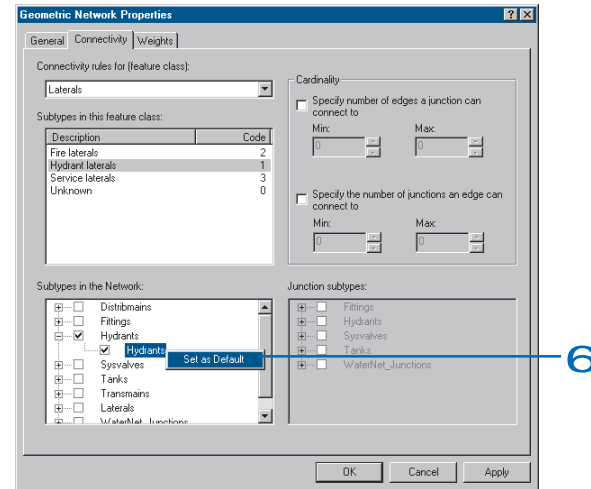 Geometric Network Properties
General Connectivity Weights
Connectivity rules for (feature class):
Laterals
Subtypes in this feature class:
Description Code
Fire laterals 2
Hydrant laterals 1
Service laterals 3
Unknown 0
Cardinality
Specify number of edges a junction can
connect to
Min: Max:
0 0
Specify the number of junctions an edge can
connect to
Min: Max:
0 0
Subtypes in the Network:
Distribmains
Fittings
Hydrants
Hydrants
Set as Default
Sysvalves
Tanks
Transmains
Laterals
WaterNet_Junctions
Junction subtypes:
Fittings
Hydrants
Sysvalves
Tanks
WaterNet_Junctions
6
OK Cancel Apply